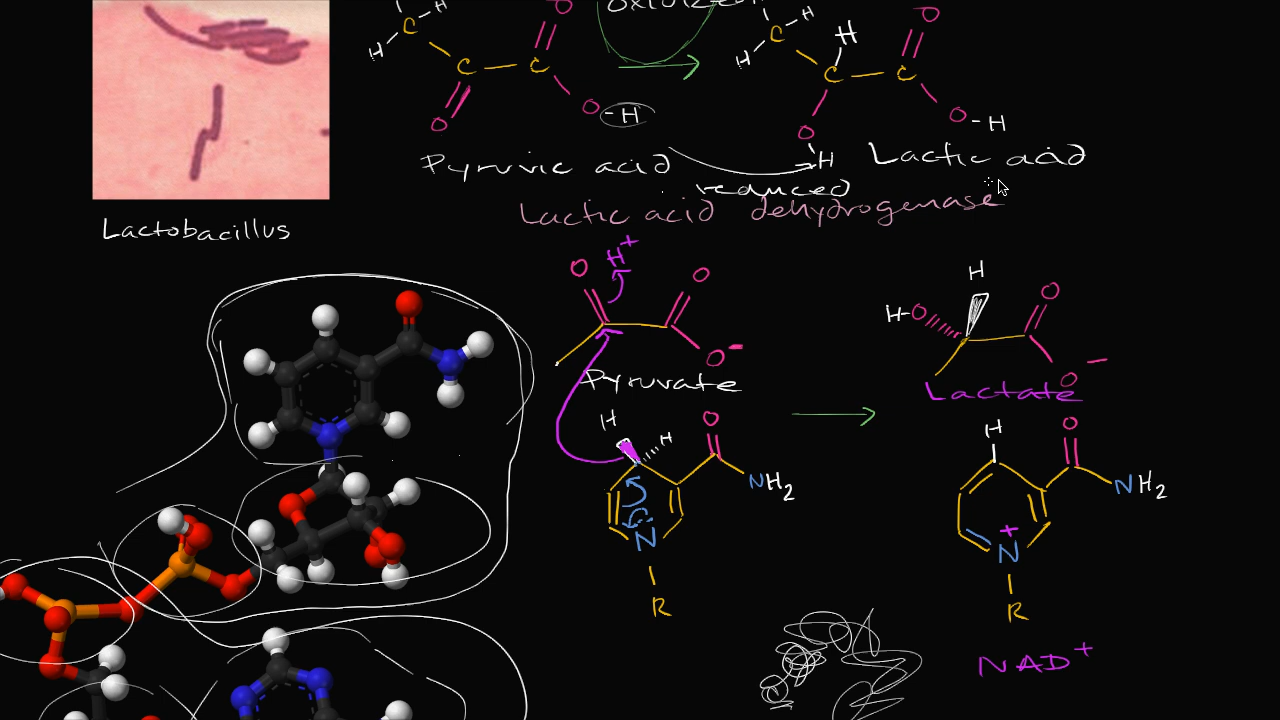 oxidized
C - H
H
C - C
O
O - H
C - H
H
H
C - C
O
O - H
H
Pyruvic acid
Lactic acid
reduced
Lactic acid dehydrogenase
Lactobacillus
H+
O
O
O-
Pyruvate
H
H-O
O
O-
Lactate
H
H
O
NH2
N
R
H
O
NH2
+
N
R
NAD+